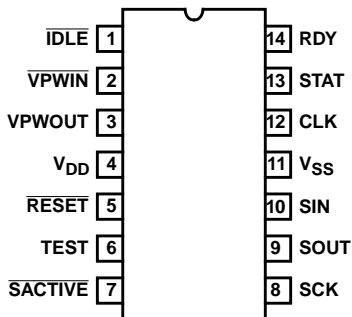 IDLE 1 14 RDY
VPWIN 2 13 STAT
VPWOUT 3 12 CLK
VDD 4 11 VSS
RESET 5 10 SIN
TEST 6 9 SOUT
SACTIVE 7 8 SCK